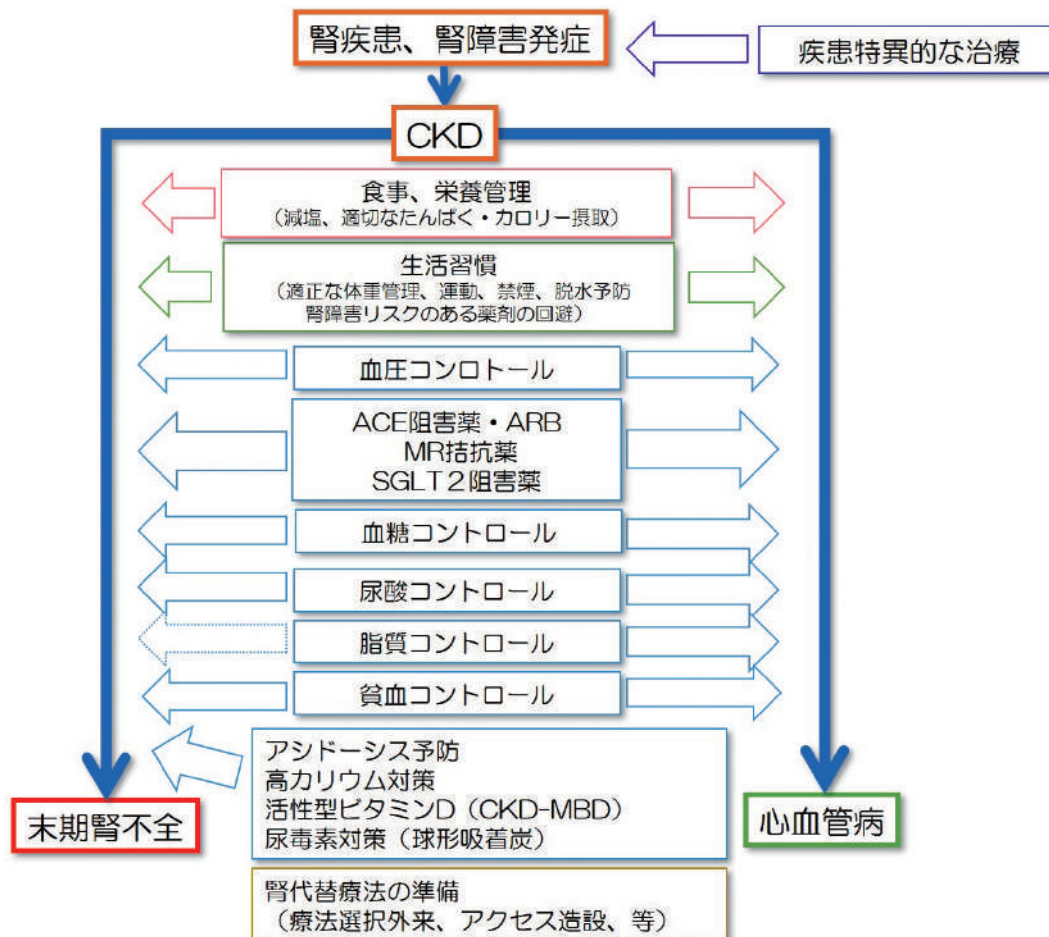 腎疾患、腎障害発症
疾患特異的な治療
CKD
食事、栄養管理
（減塩、適切なたんぱく・カロリー摂取）
生活習慣
（適正な体重管理、運動、禁煙、脱水予防
腎障害リスクのある薬剤の回避）
血圧コンロトール
ACE阻害薬・ARB
MR拮抗薬
SGLT２阻害薬
血糖コントロール
尿酸コントロール
脂質コントロール
貧血コントロール
アシドーシス予防
高カリウム対策
活性型ビタミンD（CKD-MBD）
尿毒素対策（球形吸着炭）
末期腎不全
心血管病
腎代替療法の準備
（療法選択外来、アクセス造設、等）